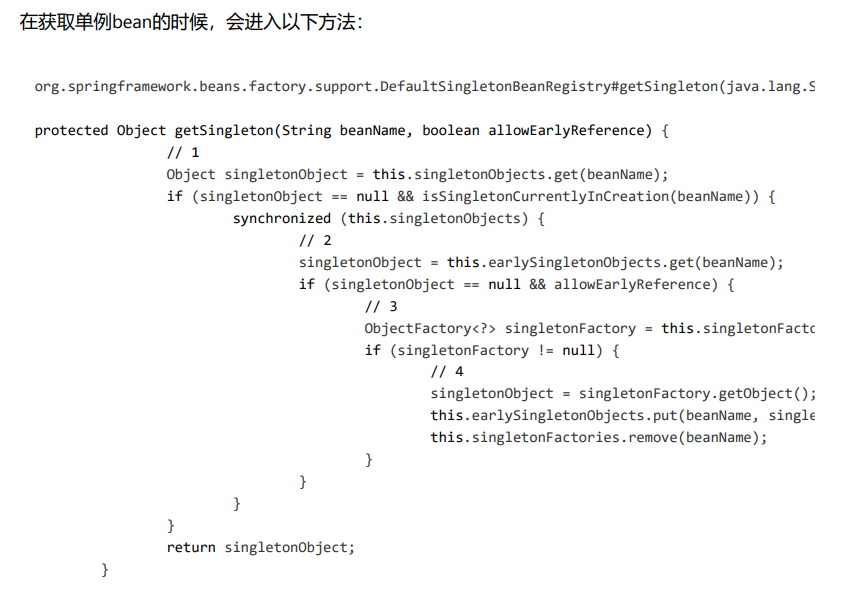 在获取单例bean的时候，会进入以下方法：
org.springframework.beans.factory.support.DefaultSingletonBeanRegistry#getSingleton(java.lang.S
protected Object getSingleton(String beanName, boolean allowEarlyReference) {
// 1
Object singletonObject = this.singletonObjects.get(beanName);
if (singletonObject == null && isSingletonCurrentlyInCreation(beanName)) {
synchronized (this.singletonObjects) {
// 2
singletonObject = this.earlySingletonObjects.get(beanName);
if (singletonObject == null && allowEarlyReference) {
// 3
ObjectFactory<?> singletonFactory = this.singletonFacto
if (singletonFactory != null) {
// 4
singletonObject = singletonFactory.getObject();
this.earlySingletonObjects.put(beanName, single
this.singletonFactories.remove(beanName);
}
}
}
}
return singletonObject;
}